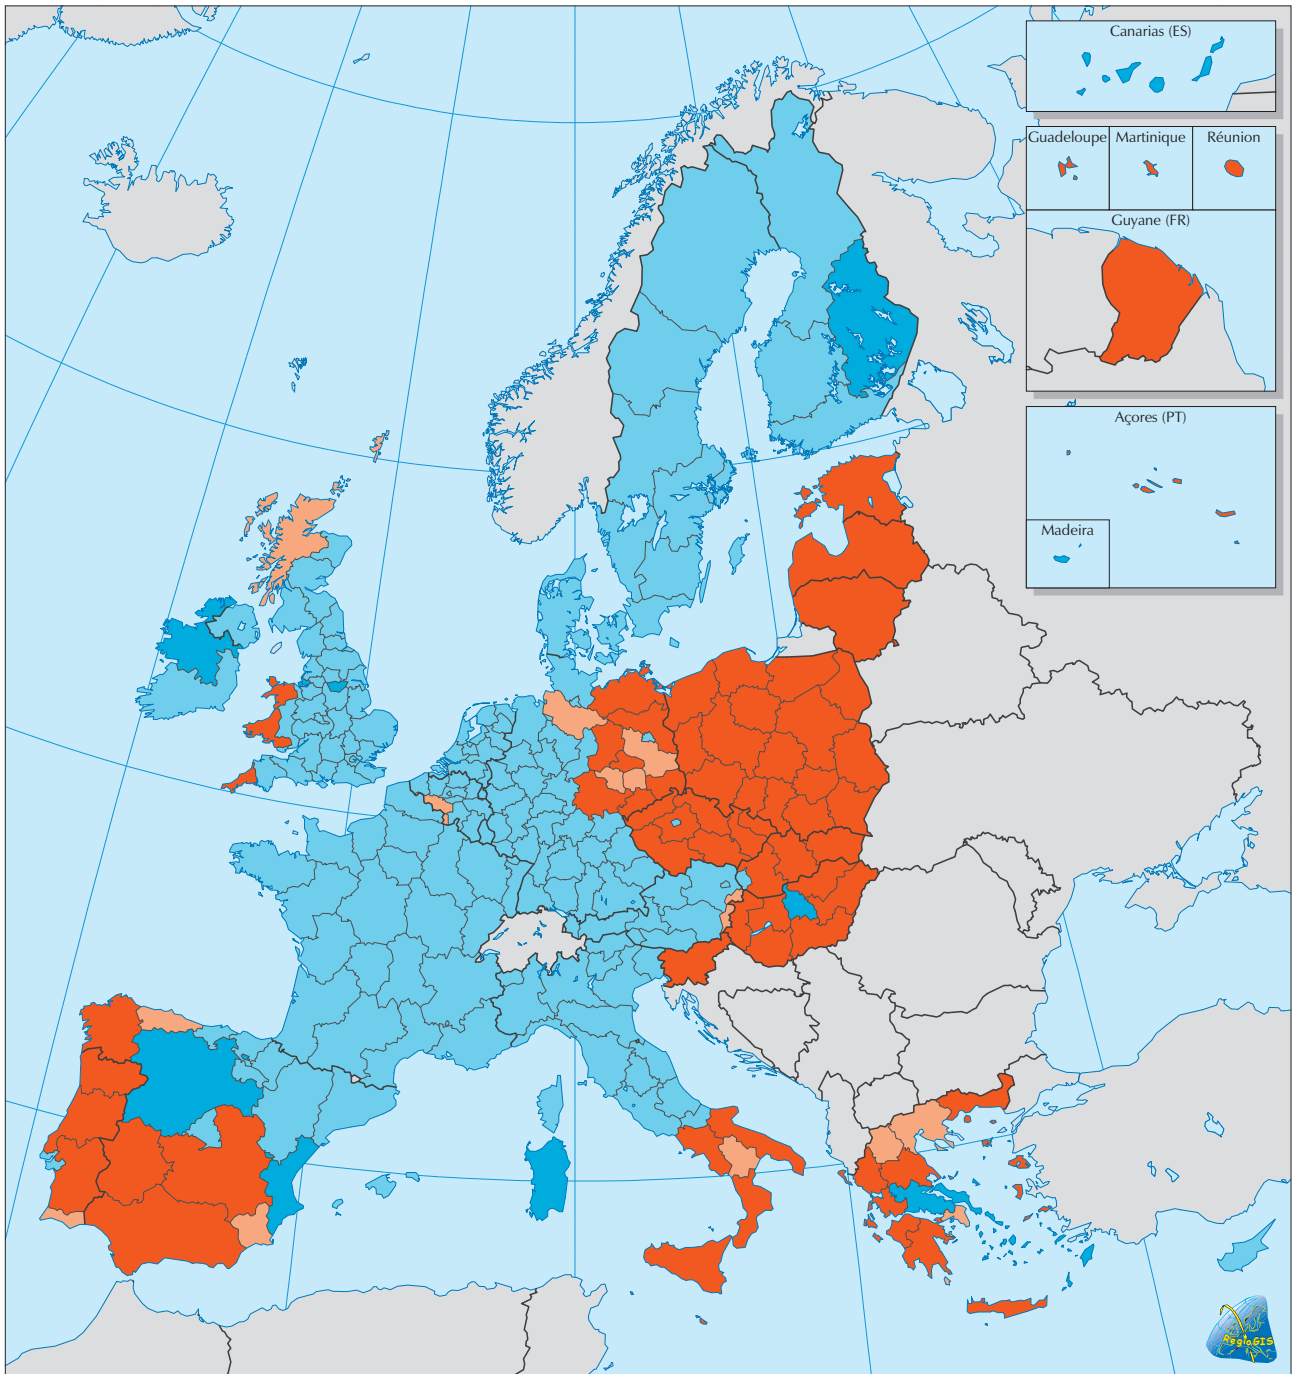 Canarias (ES)
Guadeloupe
Martinique
Réunion
Guyane (FR)
Açores (PT)
Madeira
RegioGIS